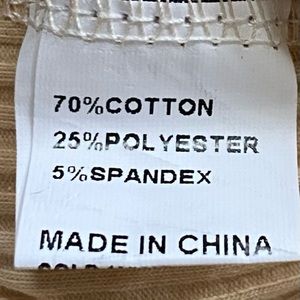 70%COTTON
25%POLYESTER
5%SPANDEX
MADE IN CHINA